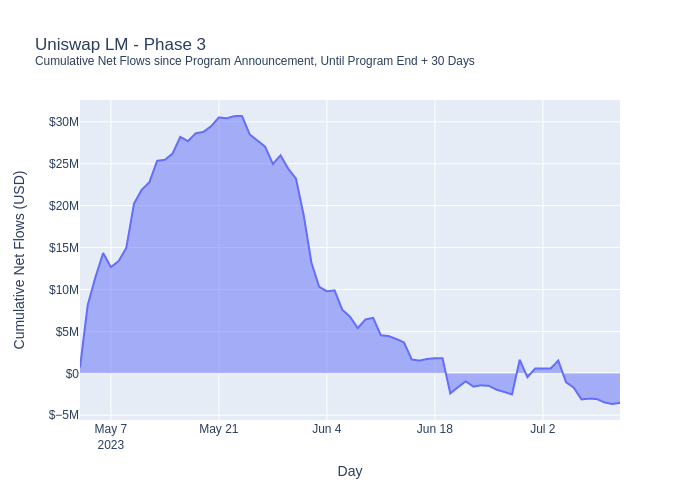 Uniswap LM - Phase 3
Cumulative Net Flows since Program Announcement, Until Program End + 30 Days
Cumulative Net Flows (USD)
$30M
$25M
$20M
$15M
$10M
$5M
$0
$−5M
May 7
2023
May 21
Jun 4
Jun 18
Jul 2
Day